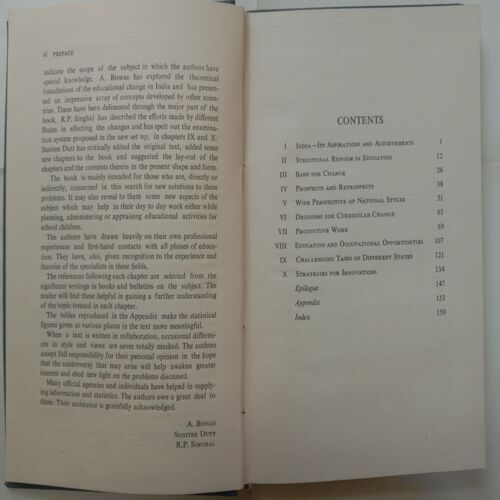 vi PREFACE
indicate the scope of the subject in which the authors have
special knowledge. A. Biswas has explored the theoretical
foundations of the educational change in India and has presen-
ted an impressive array of concepts developed by other coun-
tries. These have been delineated through the major part of the
book. R.P. Singhal has described the efforts made by different
States in effecting the changes and has spelt out the examina-
tion system proposed in the new set up, in chapters IX and X.
Suniter Dutt has critically edited the original text, added some
new chapters to the book and suggested the lay-out of chapters
and the contents therein in the present shape and form.
The book is mainly intended for those who are, directly or
indirectly, concerned in this search for new solutions to these
problems. It may also reveal to them some new aspects of the
subject which may help in their day to day work either while
planning, administering or appraising educational activities for
school children.
The authors have drawn heavily on their own professional
experiences and first-hand contacts with all phases of educa-
tion. They have, also, given recognition to the experience and
theories of the specialists in these fields.
The references following each chapter are selected from the
significant writings in books and bulletins on the subject. The
reader will find these helpful in gaining a further understanding
of the topic treated in each chapter.
The tables reproduced in the Appendix make the statistical
figures given at various places in the text more meaningful.
When a text is written in collaboration, occasional differen-
ces in style and views are never totally masked. The authors
accept full responsibility for their personal opinion in the hope
that the controversy that may arise will help awaken greater
interest and shed new light on the problems discussed.
Many official agencies and individuals have helped in supply-
ing information and statistics. The authors owe a great deal to
them. Their assistance is gratefully acknowledged.
A. BISWAS
SUNITEE DUTT
R.P. SINGHAL
CONTENTS
I INDIA—ITS ASPIRATIONS AND ACHIEVEMENTS 1
II STRUCTURAL REFORM IN EDUCATION 12
III BASIS FOR CHANGE 26
IV PROSPECTS AND RETROSPECTS 38
V WIDE PERSPECTIVE OF NATIONAL STYLES 51
VI DECISIONS FOR CURRICULAR CHANGE 67
VII PRODUCTIVE WORK 89
VIII EDUCATION AND OCCUPATIONAL OPPORTUNITIES 107
IX CHALLENGING TASKS OF DIFFERENT STATES 121
X STRATEGIES FOR INNOVATIONS 134
Epilogue 147
Appendix 153
Index 159